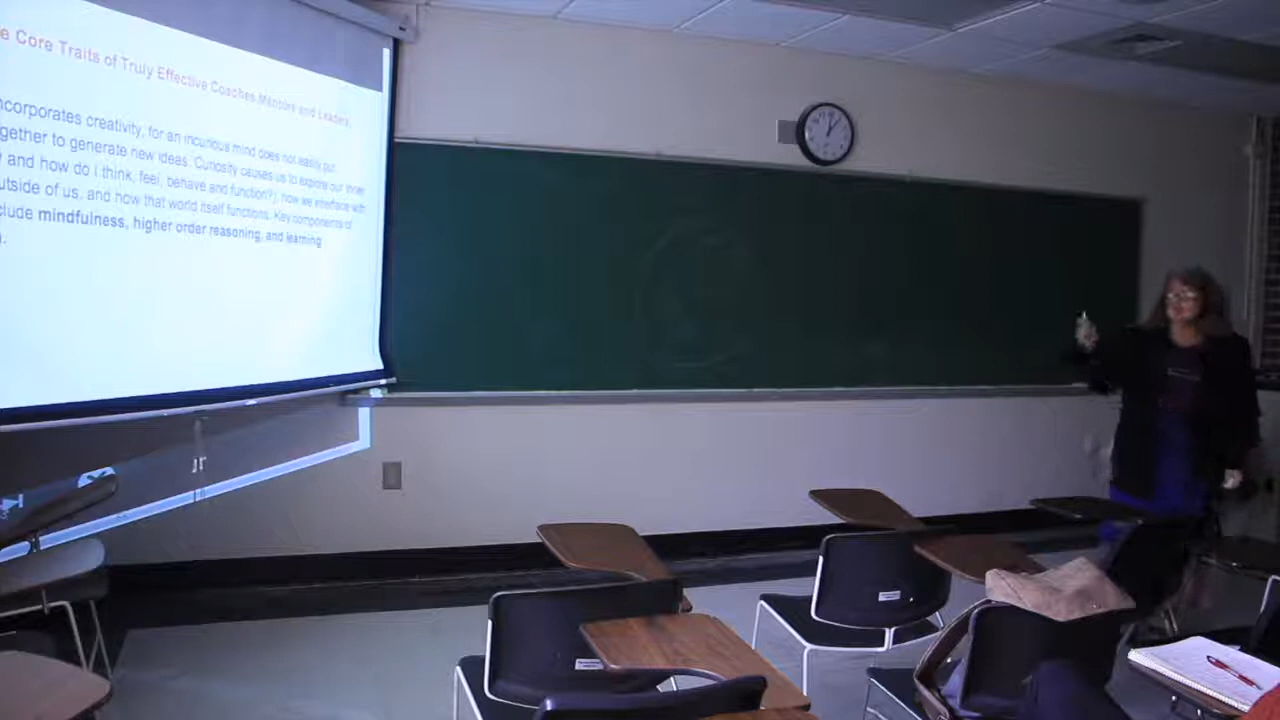 e Core Traits of Truly Effective Coaches, Mentors and Leaders,
ncorporates creativity, for an incurious mind does not easily put
gether to generate new ideas. Curiosity causes us to explore our inner
and how do i think, feel, behave and function?), how we interface with
utside of us, and how that world itself functions. Key components of
clude mindfulness, higher order reasoning, and learning
).